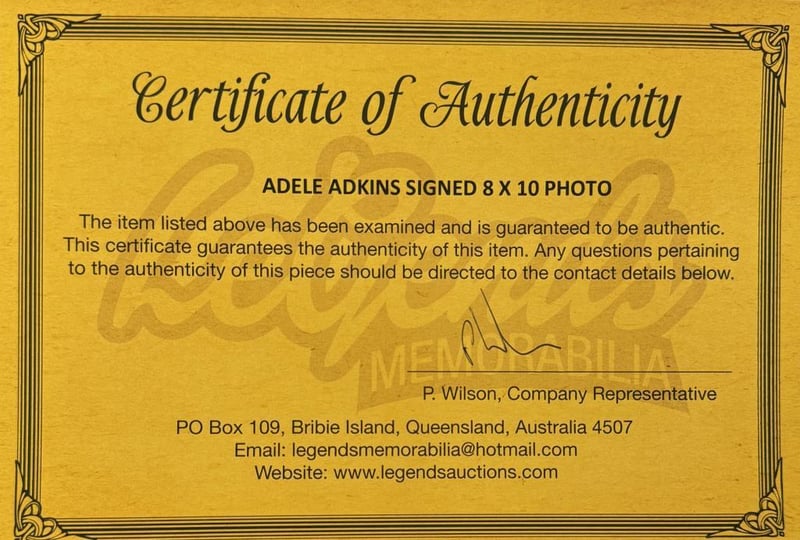 Certificate of Authenticity
ADELE ADKINS SIGNED 8 X 10 PHOTO
The item listed above has been examined and is guaranteed to be authentic.
This certificate guarantees the authenticity of this item. Any questions pertaining
to the authenticity of this piece should be directed to the contact details below.
Legends
MEMORABILIA
P. Wilson, Company Representative
PO Box 109, Bribie Island, Queensland, Australia 4507
Email: legendsmemorabilia@hotmail.com
Website: www.legendsauctions.com